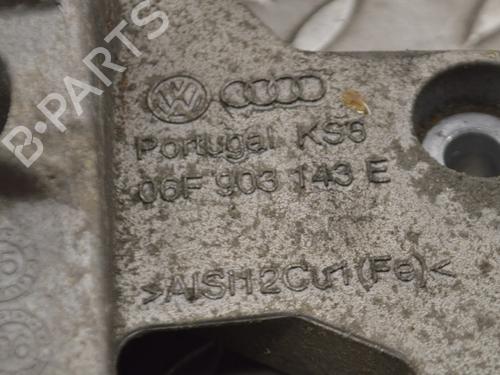 B-PARTS
Portugal KS6
06F 903 143 E
>AlSi12Cu1(Fe)<